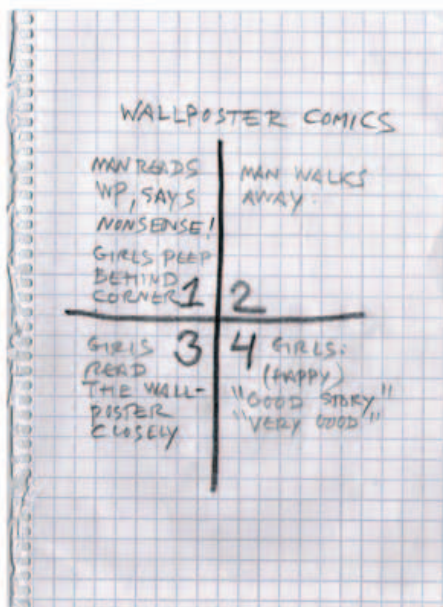 WALLPOSTER COMICS
MAN READS
WP, SAYS
NONSENSE!
GIRLS PEEP
BEHIND
CORNER
1
MAN WALKS
AWAY.
2
3
GIRLS
READ
THE WALL-
POSTER
CLOSELY
4
GIRLS:
(HAPPY)
"GOOD STORY"
"VERY GOOD"